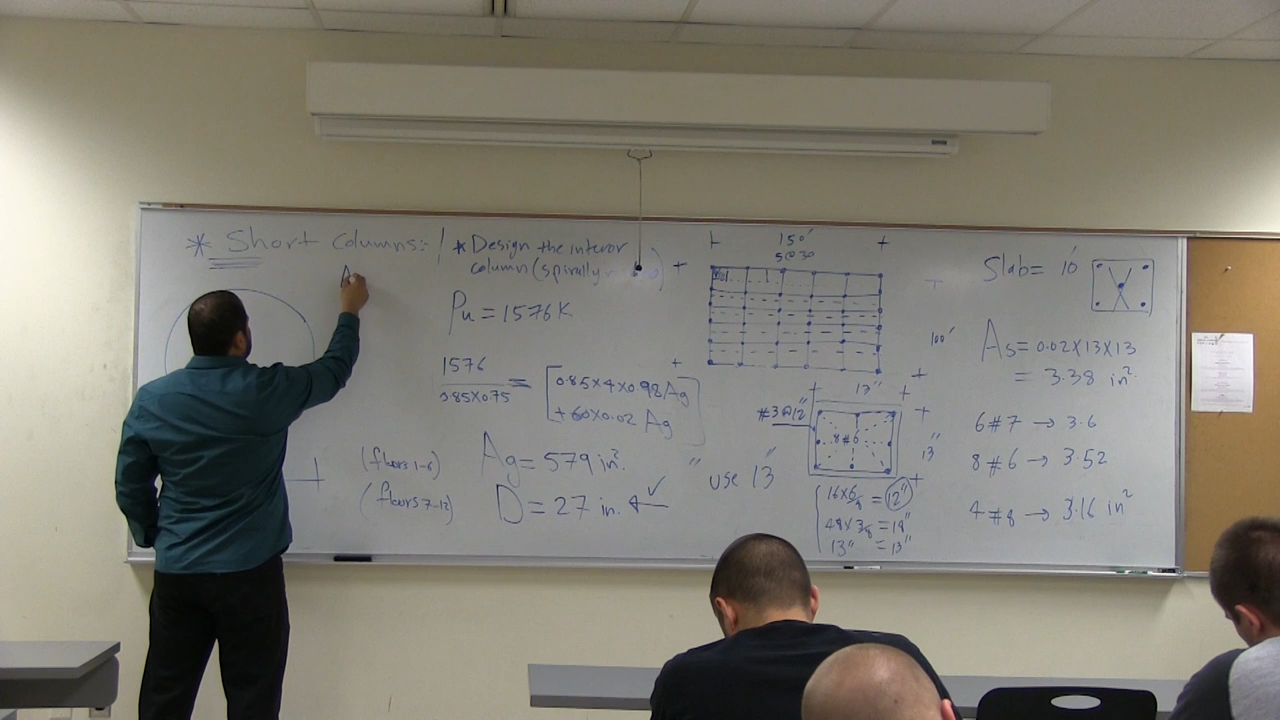 * Short Columns:
A
(floors 1-6)
(floors 7-12)
* Design the interior
column (spirally
Pu = 1576 K
1576
0.85x0.75
=
0.85x4x0.98 Ag
+ 60x0.02 Ag
Ag = 579 in².
D = 27 in. ← ✓
150'
5@30'
100'
" use 13"
13"
#3@12"
8#6
13"
16x6/8 = 12"
48x3/8 = 18"
13" = 13"
Slab = 10"
As = 0.02x13x13
= 3.38 in²
6#7 → 3.6
8#6 → 3.52
4#8 → 3.16 in²